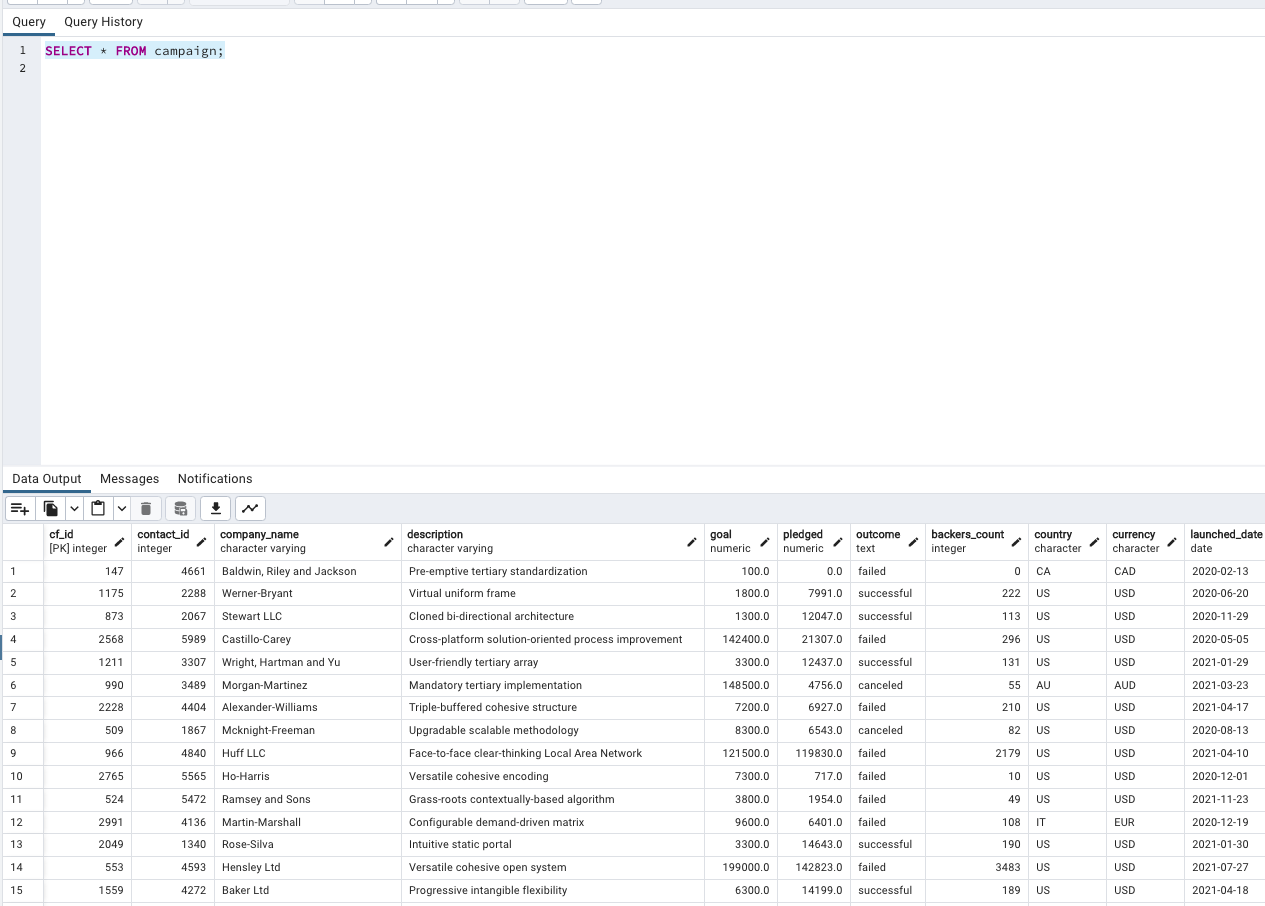 Query Query History
1 SELECT * FROM campaign;
2
Data Output Messages Notifications
cf_id contact_id company_name description goal pledged outcome backers_count country currency launched_date
[PK] integer integer character varying character varying numeric numeric text integer character character date
1 147 4661 Baldwin, Riley and Jackson Pre-emptive tertiary standardization 100.0 0.0 failed 0 CA CAD 2020-02-13
2 1175 2288 Werner-Bryant Virtual uniform frame 1800.0 7991.0 successful 222 US USD 2020-06-20
3 873 2067 Stewart LLC Cloned bi-directional architecture 1300.0 12047.0 successful 113 US USD 2020-11-29
4 2568 5989 Castillo-Carey Cross-platform solution-oriented process improvement 142400.0 21307.0 failed 296 US USD 2020-05-05
5 1211 3307 Wright, Hartman and Yu User-friendly tertiary array 3300.0 12437.0 successful 131 US USD 2021-01-29
6 990 3489 Morgan-Martinez Mandatory tertiary implementation 148500.0 4756.0 canceled 55 AU AUD 2021-03-23
7 2228 4404 Alexander-Williams Triple-buffered cohesive structure 7200.0 6927.0 failed 210 US USD 2021-04-17
8 509 1867 Mcknight-Freeman Upgradable scalable methodology 8300.0 6543.0 canceled 82 US USD 2020-08-13
9 966 4840 Huff LLC Face-to-face clear-thinking Local Area Network 121500.0 119830.0 failed 2179 US USD 2021-04-10
10 2765 5565 Ho-Harris Versatile cohesive encoding 7300.0 717.0 failed 10 US USD 2020-12-01
11 524 5472 Ramsey and Sons Grass-roots contextually-based algorithm 3800.0 1954.0 failed 49 US USD 2021-11-23
12 2991 4136 Martin-Marshall Configurable demand-driven matrix 9600.0 6401.0 failed 108 IT EUR 2020-12-19
13 2049 1340 Rose-Silva Intuitive static portal 3300.0 14643.0 successful 190 US USD 2021-01-30
14 553 4593 Hensley Ltd Versatile cohesive open system 199000.0 142823.0 failed 3483 US USD 2021-07-27
15 1559 4272 Baker Ltd Progressive intangible flexibility 6300.0 14199.0 successful 189 US USD 2021-04-18